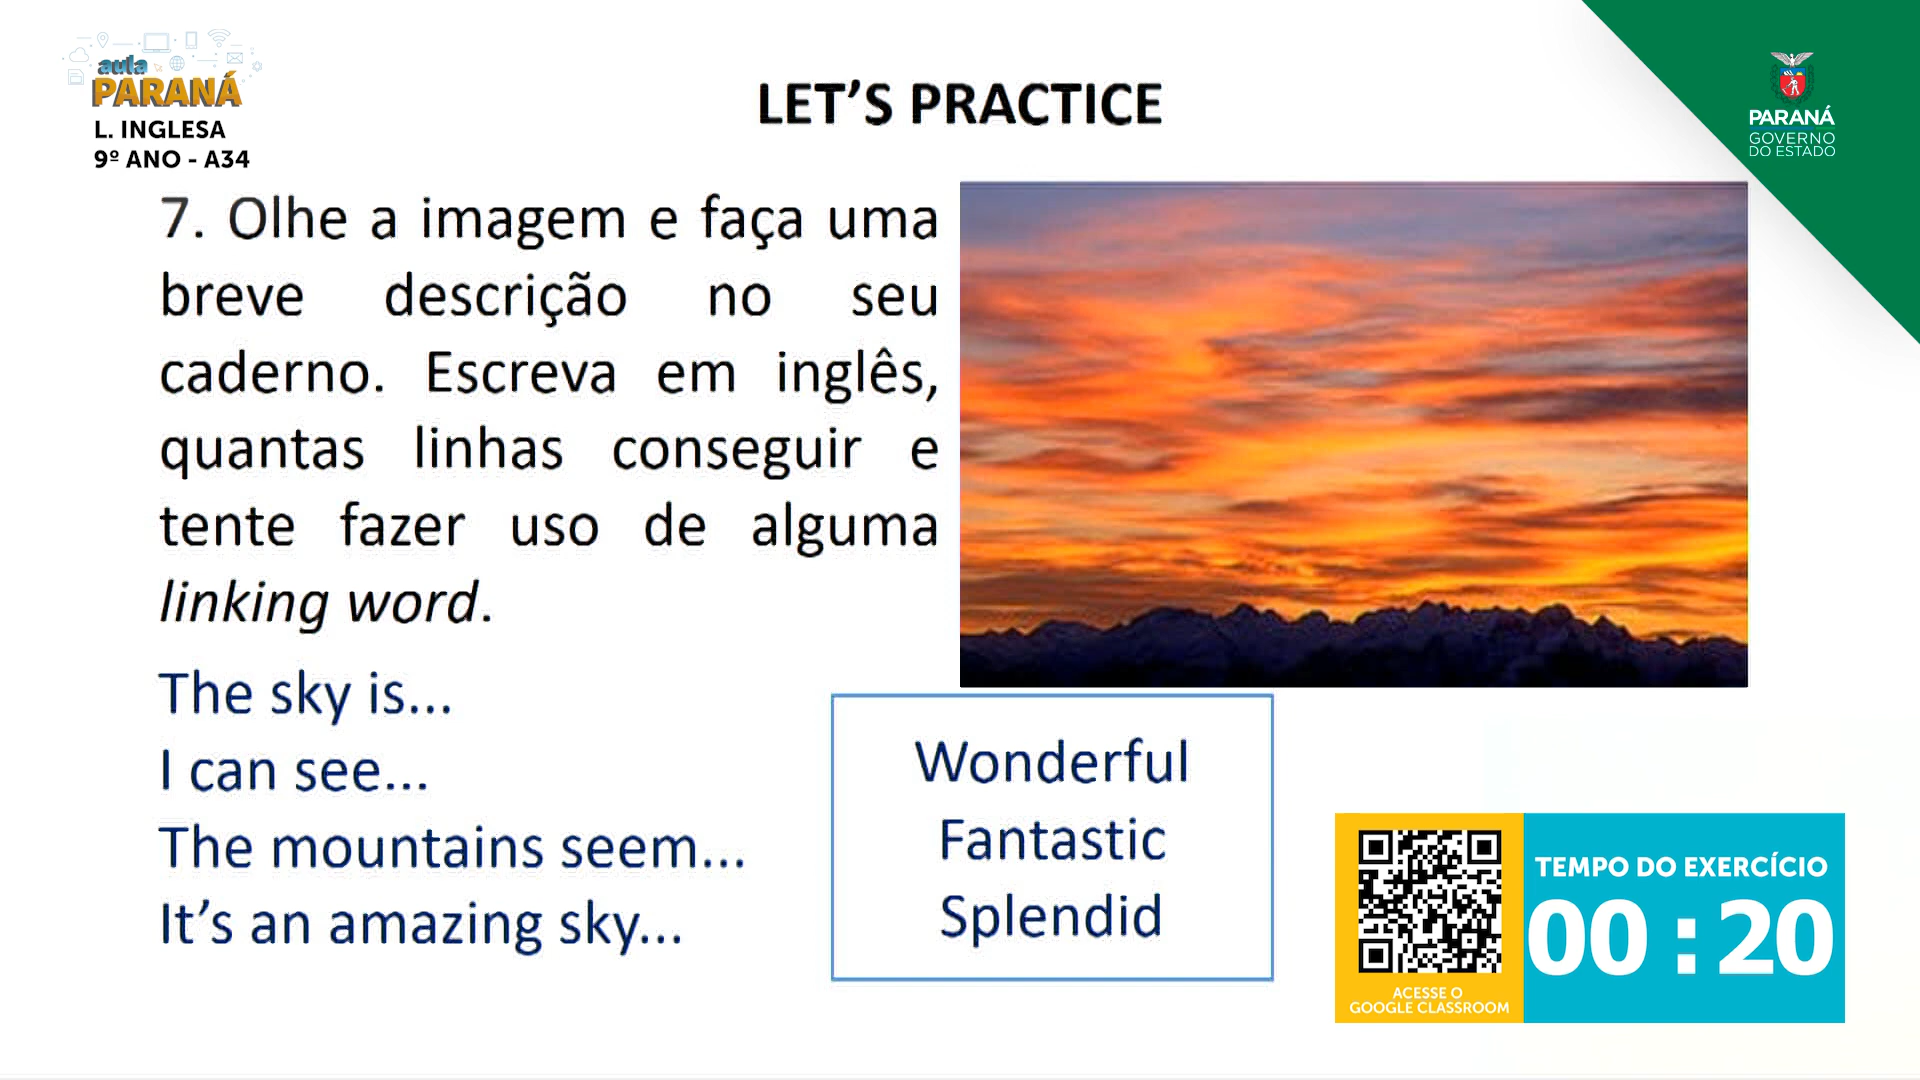 aula
PARANÁ
L. INGLESA
9º ANO - A34
LET’S PRACTICE
PARANÁ
GOVERNO
DO ESTADO
7. Olhe a imagem e faça uma
breve descrição no seu
caderno. Escreva em inglês,
quantas linhas conseguir e
tente fazer uso de alguma
linking word.
The sky is...
I can see...
The mountains seem...
It’s an amazing sky...
Wonderful
Fantastic
Splendid
ACESSE O
GOOGLE CLASSROOM
TEMPO DO EXERCÍCIO
00 : 20